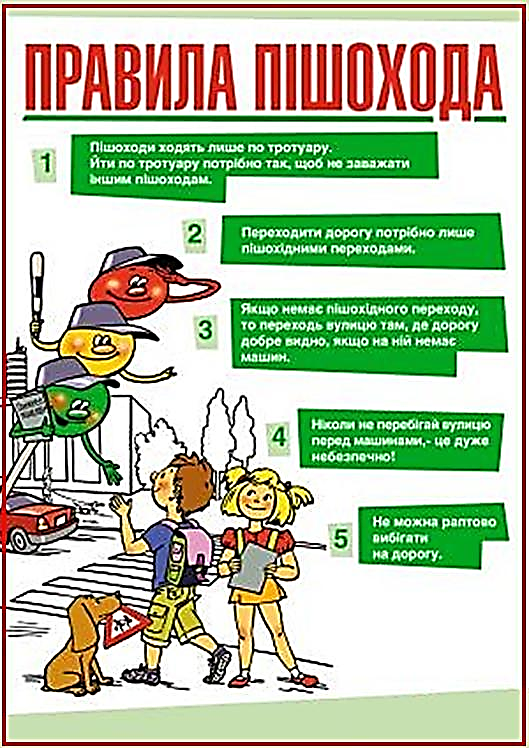 ПРАВИЛА ПІШОХОДА
1
Пішоходи ходять лише по тротуару.
Йти по тротуару потрібно так, щоб не заважати
іншим пішоходам.
2
Переходити дорогу потрібно лише
пішохідними переходами.
3
Якщо немає пішохідного переходу,
то переходь вулицю там, де дорогу
добре видно, якщо на ній немає
машин.
4
Ніколи не перебігай вулицю
перед машинами,- це дуже
небезпечно!
5
Не можна раптово
вибігати
на дорогу.